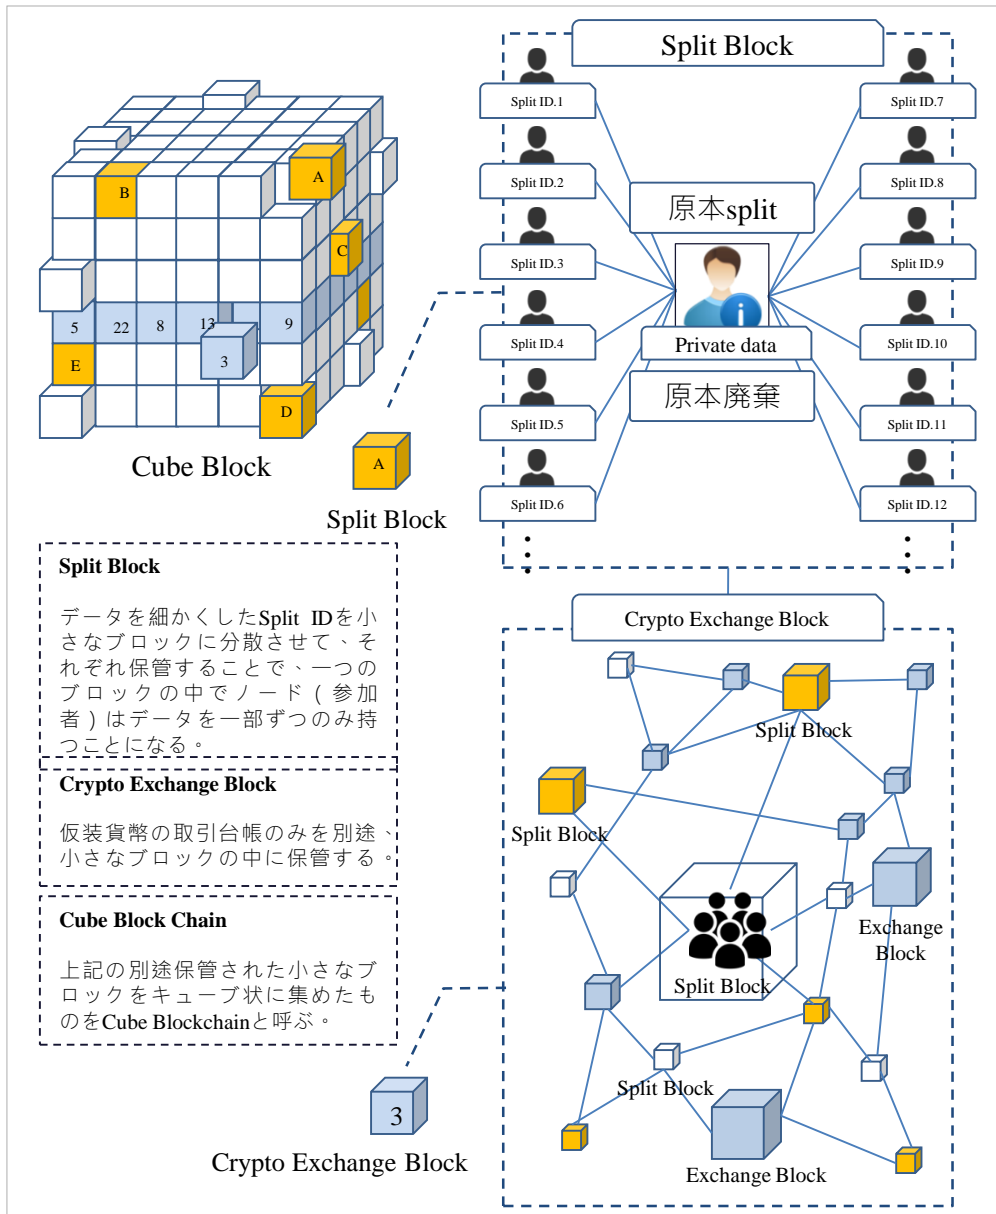 Split Block
Split ID.1
Split ID.2
Split ID.3
Split ID.4
Split ID.5
Split ID.6
Split ID.7
Split ID.8
Split ID.9
Split ID.10
Split ID.11
Split ID.12
原本split
Private data
原本廃棄
A
B
C
5
22
8
13
9
3
E
D
Cube Block
A
Split Block
Split Block
データを細かくしたSplit IDを小
さなブロックに分散させて、そ
れぞれ保管することで、一つの
ブロックの中でノード(参加
者)はデータを一部ずつのみ持
つことになる。
Crypto Exchange Block
仮装貨幣の取引台帳のみを別途、
小さなブロックの中に保管する。
Cube Block Chain
上記の別途保管された小さなブ
ロックをキューブ状に集めたも
のをCube Blockchainと呼ぶ。
3
Crypto Exchange Block
Crypto Exchange Block
Split Block
Split Block
Exchange
Block
Split Block
Split Block
Exchange Block